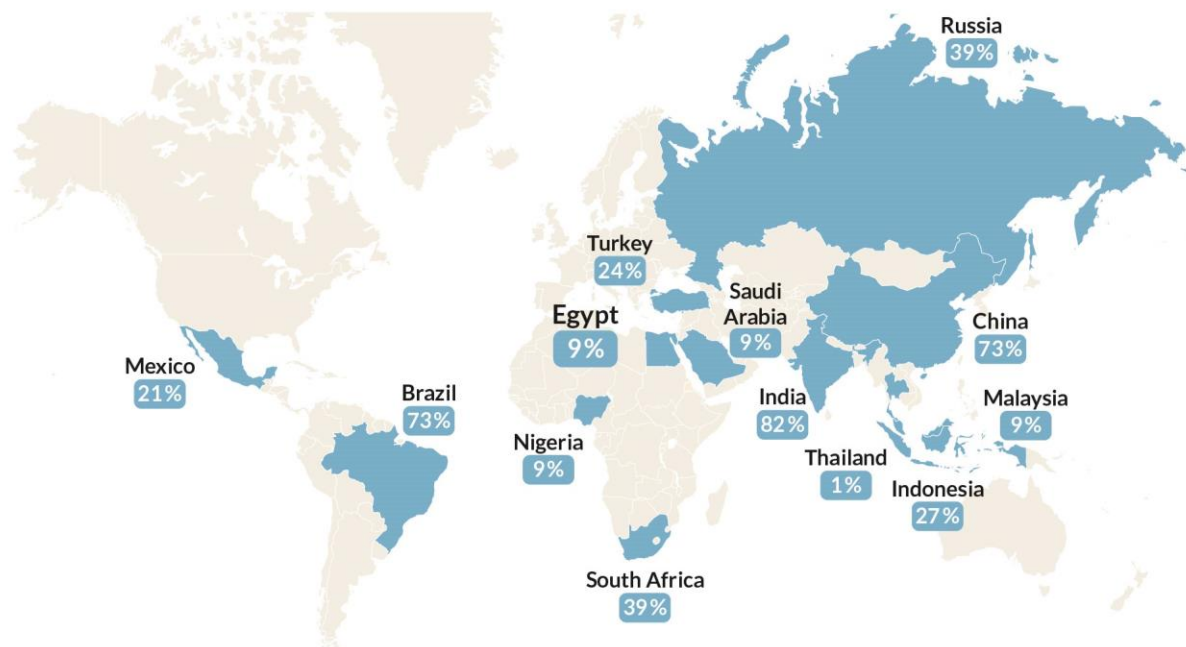 Russia
39%
Turkey
24%
Saudi
Arabia
9%
Egypt
9%
China
73%
Mexico
21%
Brazil
73%
India
82%
Malaysia
9%
Nigeria
9%
Thailand
1%
Indonesia
27%
South Africa
39%